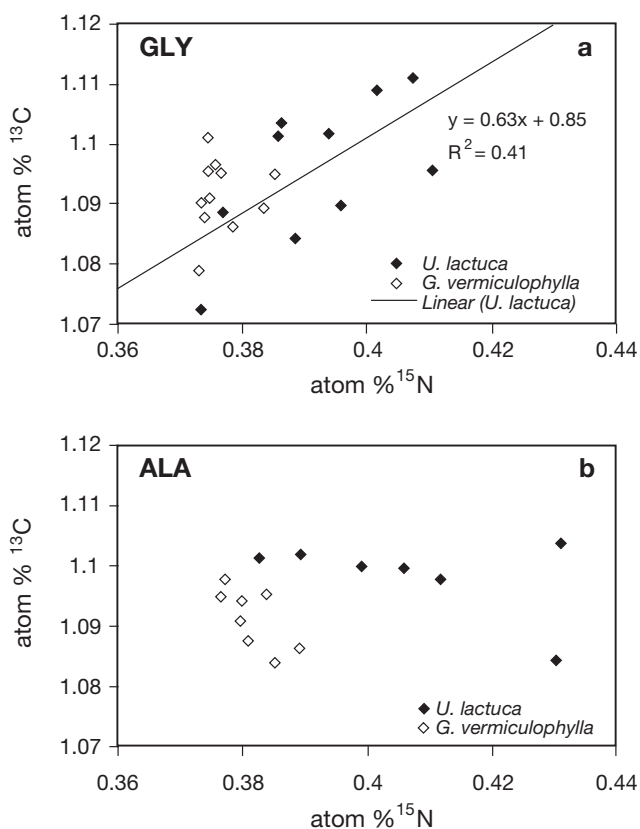 GLY a
1.12
1.11
1.1
1.09
1.08
1.07
atom % ¹³C
y = 0.63x + 0.85
R² = 0.41
U. lactuca
G. vermiculophylla
Linear (U. lactuca)
0.36 0.38 0.4 0.42 0.44
atom %¹⁵N
ALA b
1.12
1.11
1.1
1.09
1.08
1.07
atom % ¹³C
U. lactuca
G. vermiculophylla
0.36 0.38 0.4 0.42 0.44
atom %¹⁵N